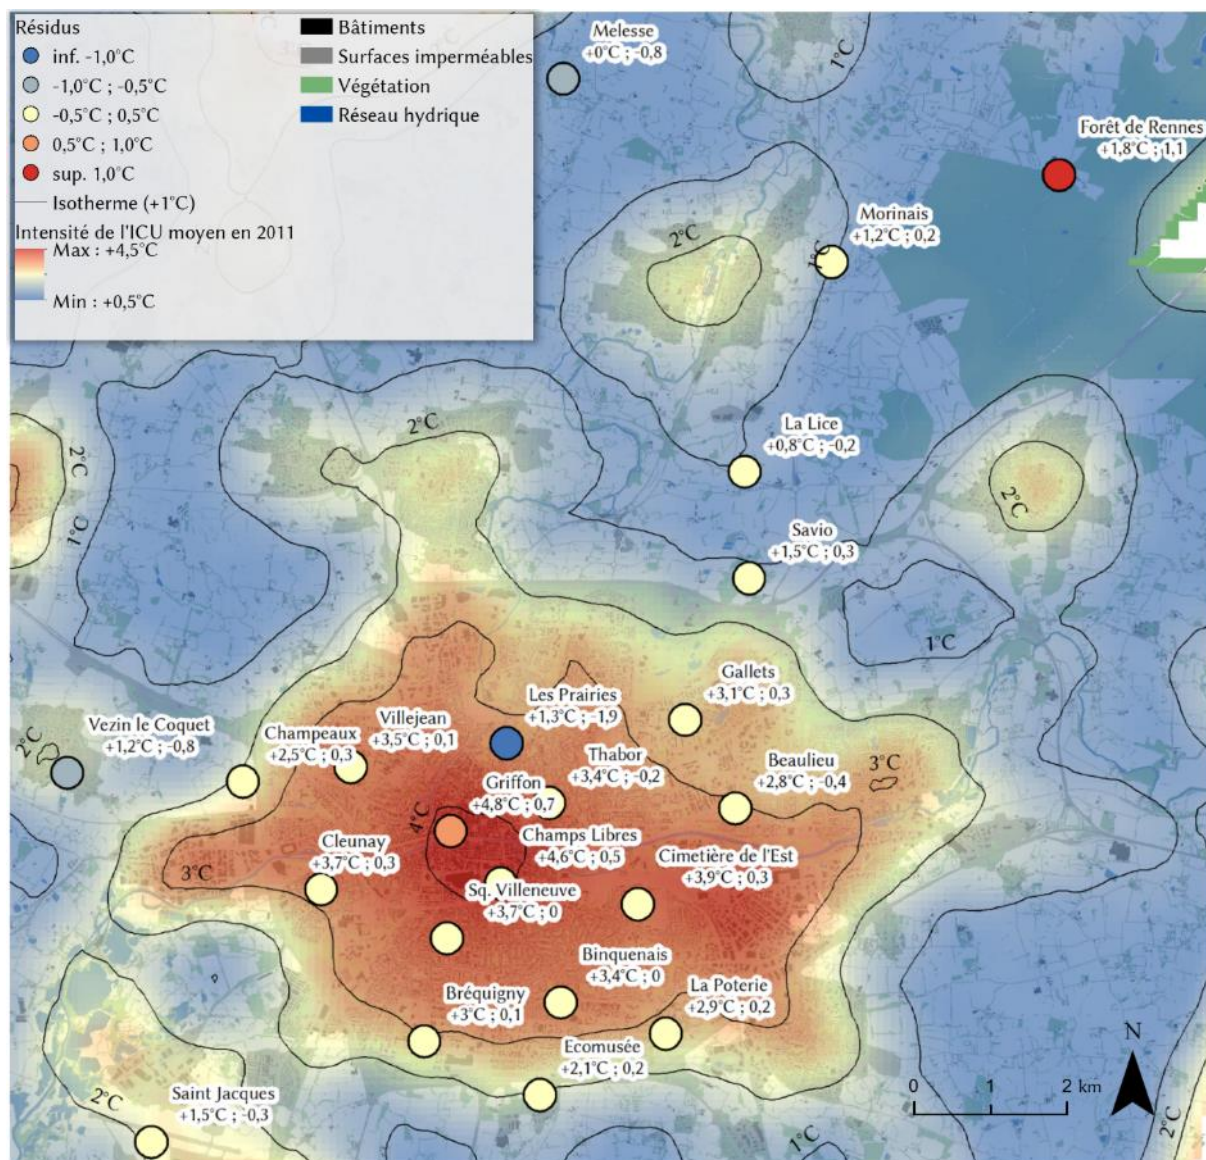 Résidus
inf. -1,0°C
-1,0°C ; -0,5°C
-0,5°C ; 0,5°C
0,5°C ; 1,0°C
sup. 1,0°C
Isotherme (+1°C)
Intensité de l'ICU moyen en 2011
Max : +4,5°C
Min : +0,5°C
Bâtiments
Surfaces imperméables
Végétation
Réseau hydrique
Melesse
+0°C ; -0,8
1°C
Forêt de Rennes
+1,8°C ; 1,1
Morinais
+1,2°C ; 0,2
2°C
1°C
La Lice
+0,8°C ; -0,2
2°C
2°C
1°C
2°C
Savio
+1,5°C ; 0,3
1°C
Gallets
+3,1°C ; 0,3
Les Prairies
+1,3°C ; -1,9
Villejean
+3,5°C ; 0,1
Champeaux
+2,5°C ; 0,3
Vezin le Coquet
+1,2°C ; -0,8
2°C
Thabor
+3,4°C ; -0,2
Beaulieu
+2,8°C ; -0,4
3°C
Griffon
+4,8°C ; 0,7
4°C
Champs Libres
+4,6°C ; 0,5
Cleunay
+3,7°C ; 0,3
3°C
Cimetière de l'Est
+3,9°C ; 0,3
Sq. Villeneuve
+3,7°C ; 0
Binquenais
+3,4°C ; 0
La Poterie
+2,9°C ; 0,2
Bréquigny
+3°C ; 0,1
Ecomusée
+2,1°C ; 0,2
Saint Jacques
+1,5°C ; -0,3
2°C
1°C
2°C
N
0 1 2 km